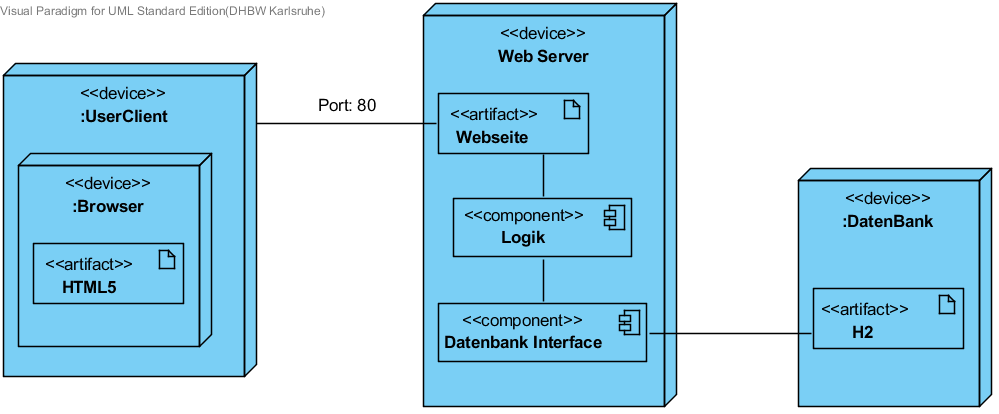 Visual Paradigm for UML Standard Edition(DHBW Karlsruhe)
<<device>>
:UserClient
<<device>>
:Browser
<<artifact>>
HTML5
Port: 80
<<device>>
Web Server
<<artifact>>
Webseite
<<component>>
Logik
<<component>>
Datenbank Interface
<<device>>
:DatenBank
<<artifact>>
H2